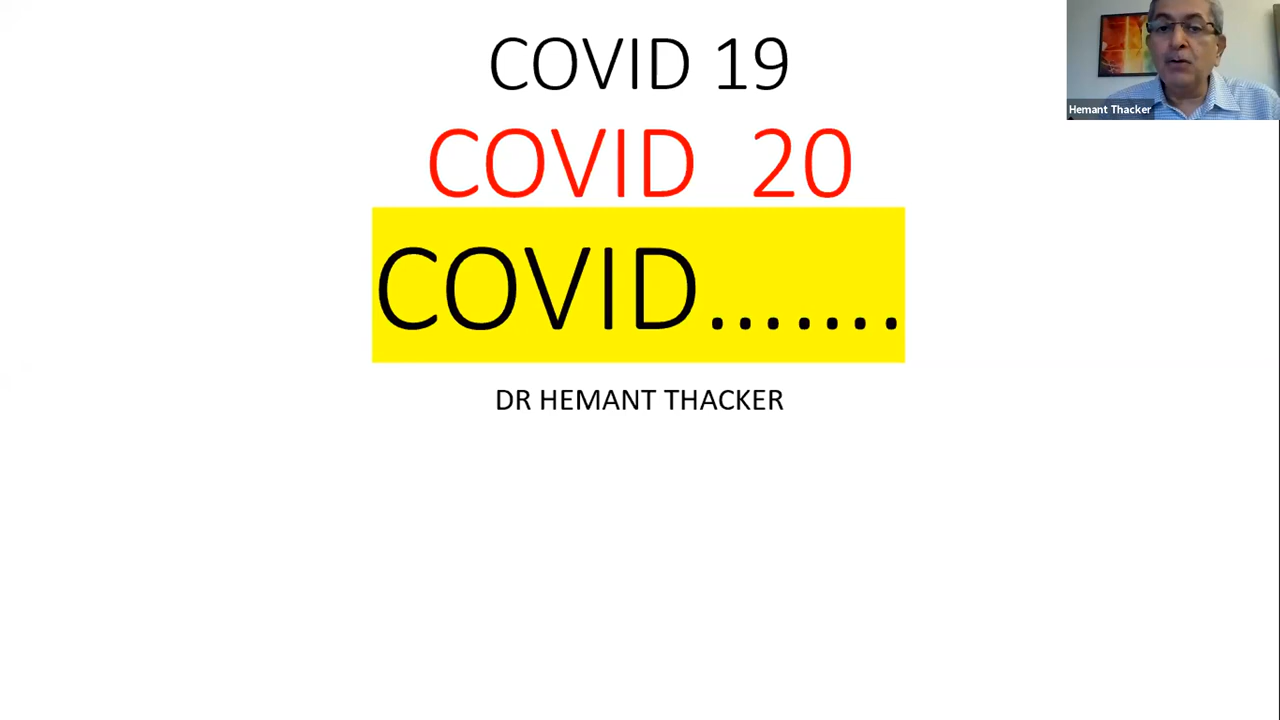 COVID 19
COVID 20
COVID.......
DR HEMANT THACKER
Hemant Thacker